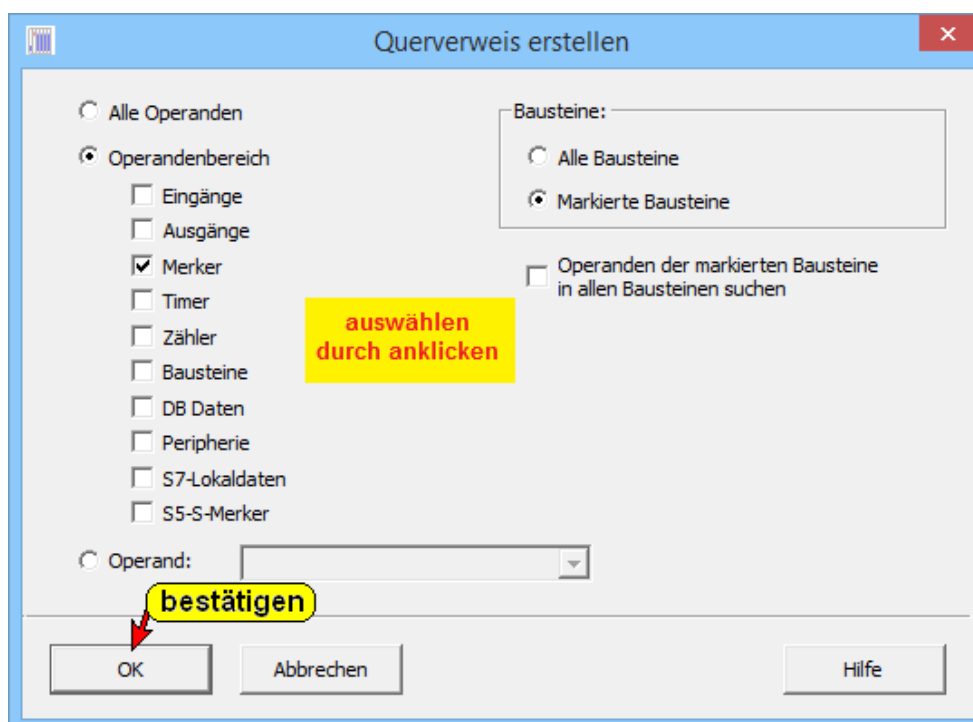 Querverweis erstellen
Alle Operanden
Operandenbereich
Eingänge
Ausgänge
Merker
Timer
Zähler
Bausteine
DB Daten
Peripherie
S7-Lokaldaten
S5-S-Merker
Operand:
Bausteine:
Alle Bausteine
Markierte Bausteine
Operanden der markierten Bausteine
in allen Bausteinen suchen
auswählen
durch anklicken
bestätigen
OK
Abbrechen
Hilfe